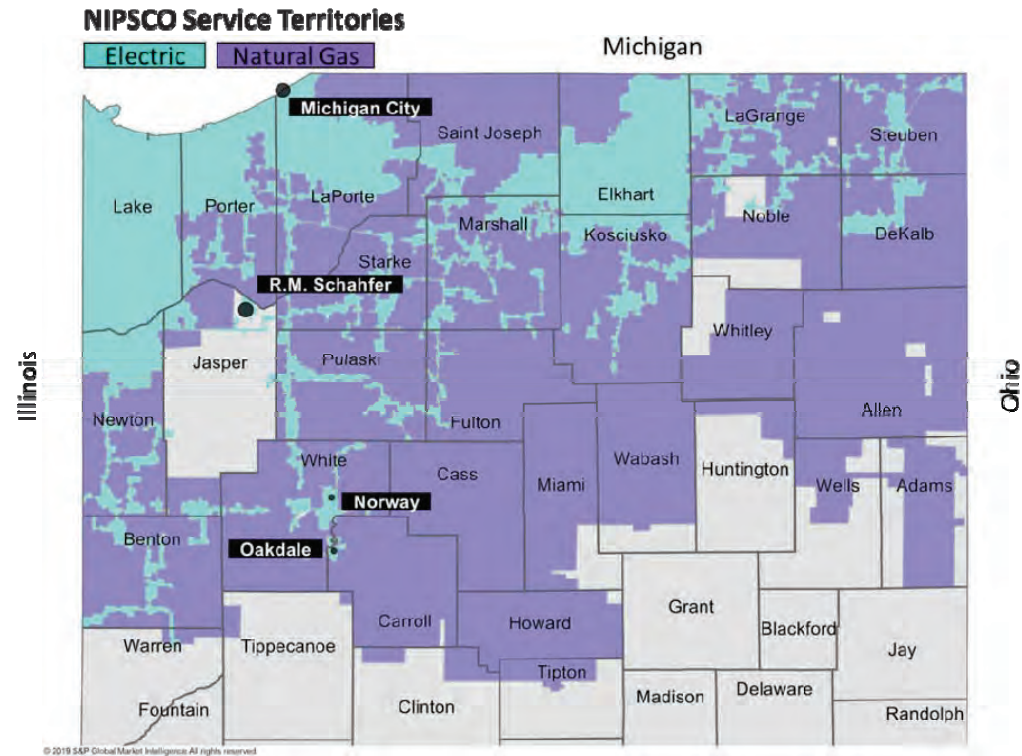 NIPSCO Service Territories
Electric
Natural Gas
Michigan
Michigan City
Saint Joseph
LaGrange
Steuben
Lake
Porter
LaPorte
Elkhart
Noble
Marshall
Kosciusko
DeKalb
Starke
R.M. Schahfer
Whitley
Jasper
Pulaski
Illinois
Ohio
Newton
Fulton
Allen
White
Cass
Miami
Wabash
Huntington
Wells
Adams
Norway
Benton
Oakdale
Grant
Carroll
Howard
Blackford
Warren
Tippecanoe
Jay
Tipton
Madison
Delaware
Fountain
Clinton
Randolph
© 2019 S&P Global Market Intelligence. All rights reserved